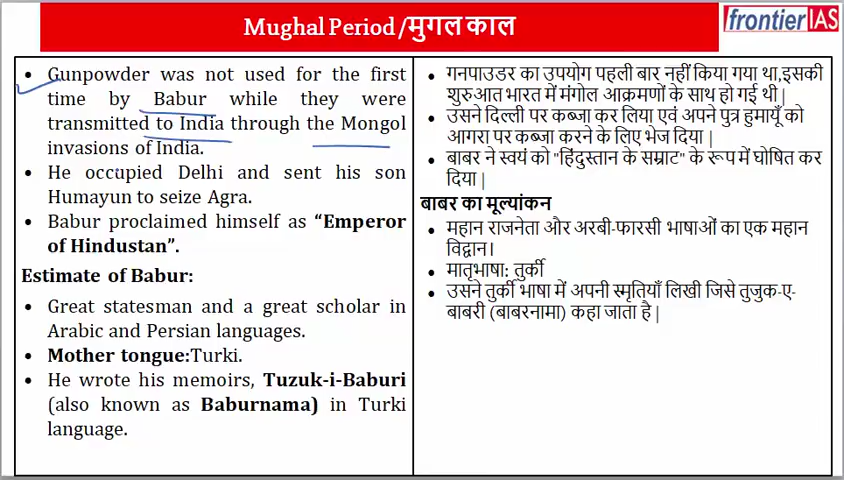 Mughal Period/मुगल काल
frontierIAS
• Gunpowder was not used for the first
time by Babur while they were
transmitted to India through the Mongol
invasions of India.
• He occupied Delhi and sent his son
Humayun to seize Agra.
• Babur proclaimed himself as “Emperor
of Hindustan”.
Estimate of Babur:
• Great statesman and a great scholar in
Arabic and Persian languages.
• Mother tongue:Turki.
• He wrote his memoirs, Tuzuk-i-Baburi
(also known as Baburnama) in Turki
language.
• गनपाउडर का उपयोग पहली बार नहीं किया गया था,इसकी
शुरुआत भारत में मंगोल आक्रमणों के साथ हो गई थी |
• उसने दिल्ली पर कब्ज़ा कर लिया एवं अपने पुत्र हुमायूँ को
आगरा पर कब्ज़ा करने के लिए भेज दिया |
• बाबर ने स्वयं को "हिंदुस्तान के सम्राट" के रूप में घोषित कर
दिया |
बाबर का मूल्यांकन
• महान राजनेता और अरबी-फारसी भाषाओं का एक महान
विद्वान।
• मातृभाषा: तुर्की
• उसने तुर्की भाषा में अपनी स्मृतियाँ लिखी जिसे तुजुक-ए-
बाबरी (बाबरनामा) कहा जाता है |